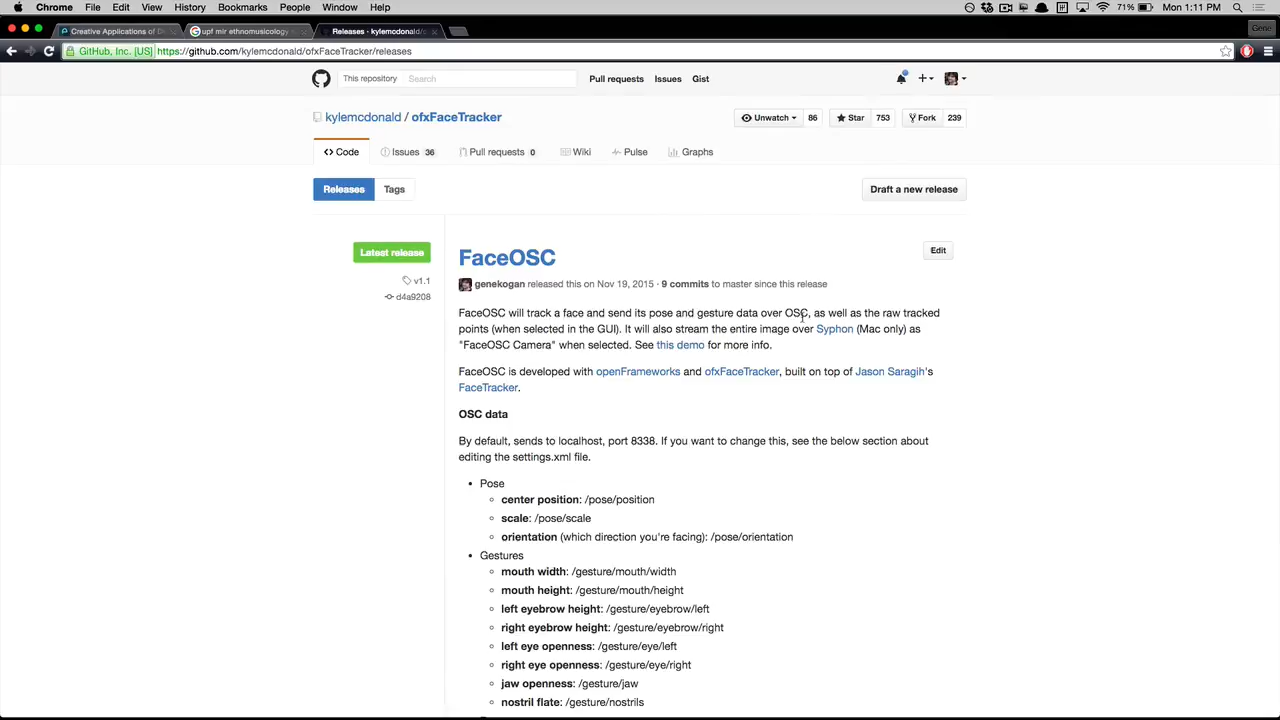 Chrome File Edit View History Bookmarks People Window Help 71% Mon 1:11 PM
Creative Applications of D
upf mir ethnomusicology
Releases · kylemcdonald/o
Gene
GitHub, Inc. [US] https://github.com/kylemcdonald/ofxFaceTracker/releases
This repository Search Pull requests Issues Gist
kylemcdonald / ofxFaceTracker
Unwatch 86 Star 753 Fork 239
Code Issues 36 Pull requests 0 Wiki Pulse Graphs
Releases Tags Draft a new release
Latest release
v1.1
d4a9208
FaceOSC
Edit
genekogan released this on Nov 19, 2015 · 9 commits to master since this release
FaceOSC will track a face and send its pose and gesture data over OSC, as well as the raw tracked
points (when selected in the GUI). It will also stream the entire image over Syphon (Mac only) as
"FaceOSC Camera" when selected. See this demo for more info.
FaceOSC is developed with openFrameworks and ofxFaceTracker, built on top of Jason Saragih's
FaceTracker.
OSC data
By default, sends to localhost, port 8338. If you want to change this, see the below section about
editing the settings.xml file.
Pose
center position: /pose/position
scale: /pose/scale
orientation (which direction you're facing): /pose/orientation
Gestures
mouth width: /gesture/mouth/width
mouth height: /gesture/mouth/height
left eyebrow height: /gesture/eyebrow/left
right eyebrow height: /gesture/eyebrow/right
left eye openness: /gesture/eye/left
right eye openness: /gesture/eye/right
jaw openness: /gesture/jaw
nostril flate: /gesture/nostrils